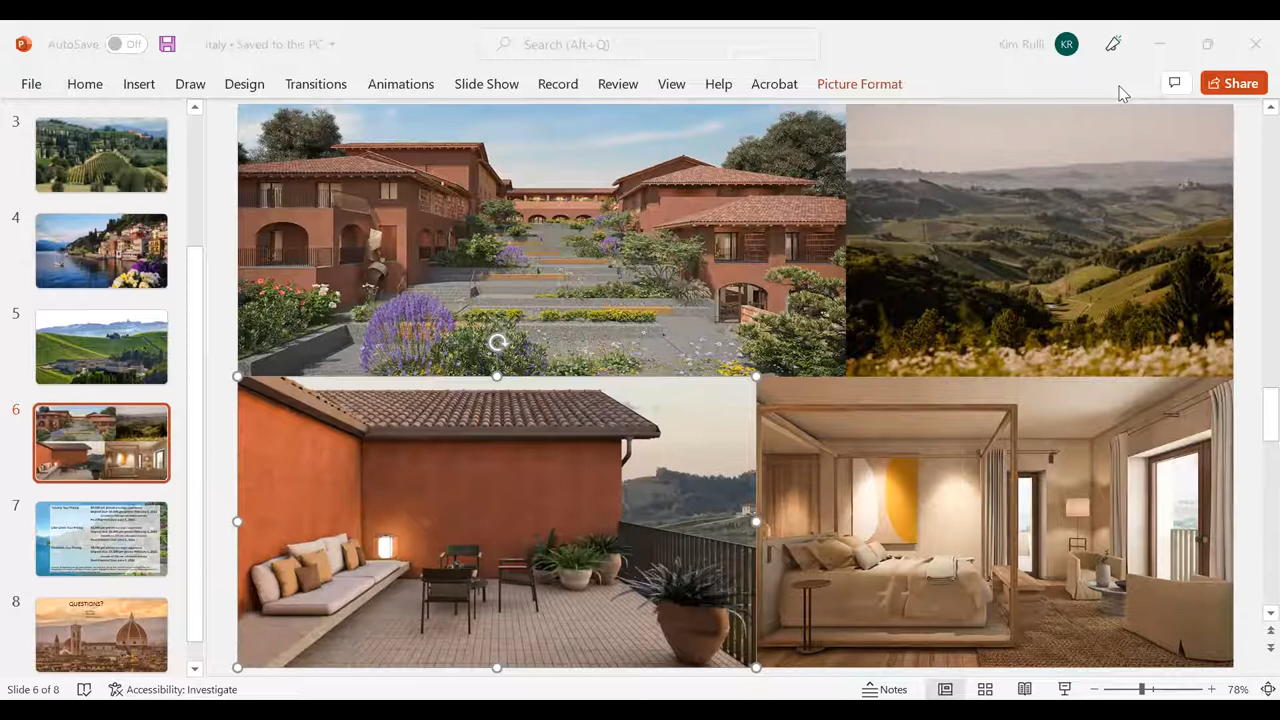 AutoSave Off Italy • Saved to this PC Search (Alt+Q) Kim Rulli KR
File Home Insert Draw Design Transitions Animations Slide Show Record Review View Help Acrobat Picture Format Share
3
4
5
6
7
8
QUESTIONS?
Slide 6 of 8 Accessibility: Investigate Notes 78%